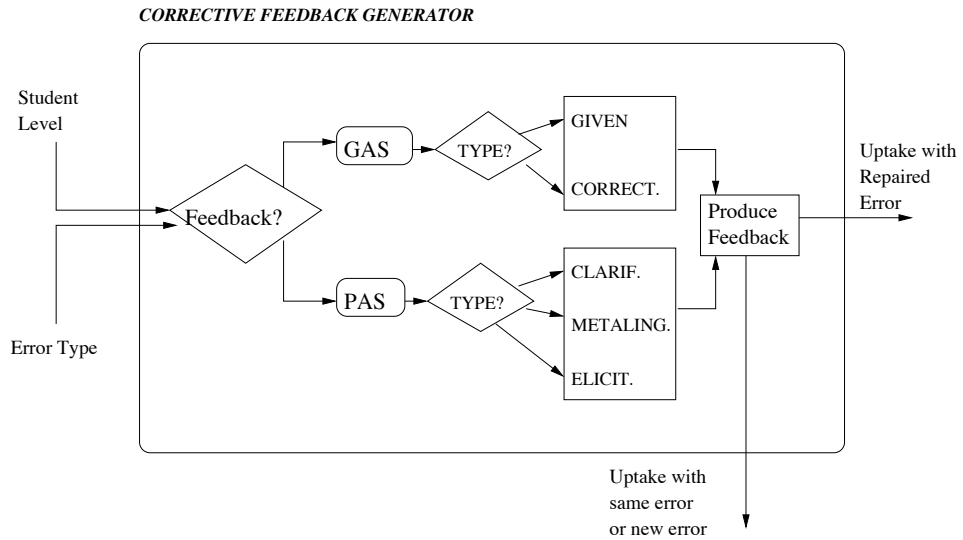 CORRECTIVE FEEDBACK GENERATOR
Student
Level
Error Type
Feedback?
GAS
TYPE?
GIVEN
CORRECT.
PAS
TYPE?
CLARIF.
METALING.
ELICIT.
Produce
Feedback
Uptake with
Repaired
Error
Uptake with
same error
or new error